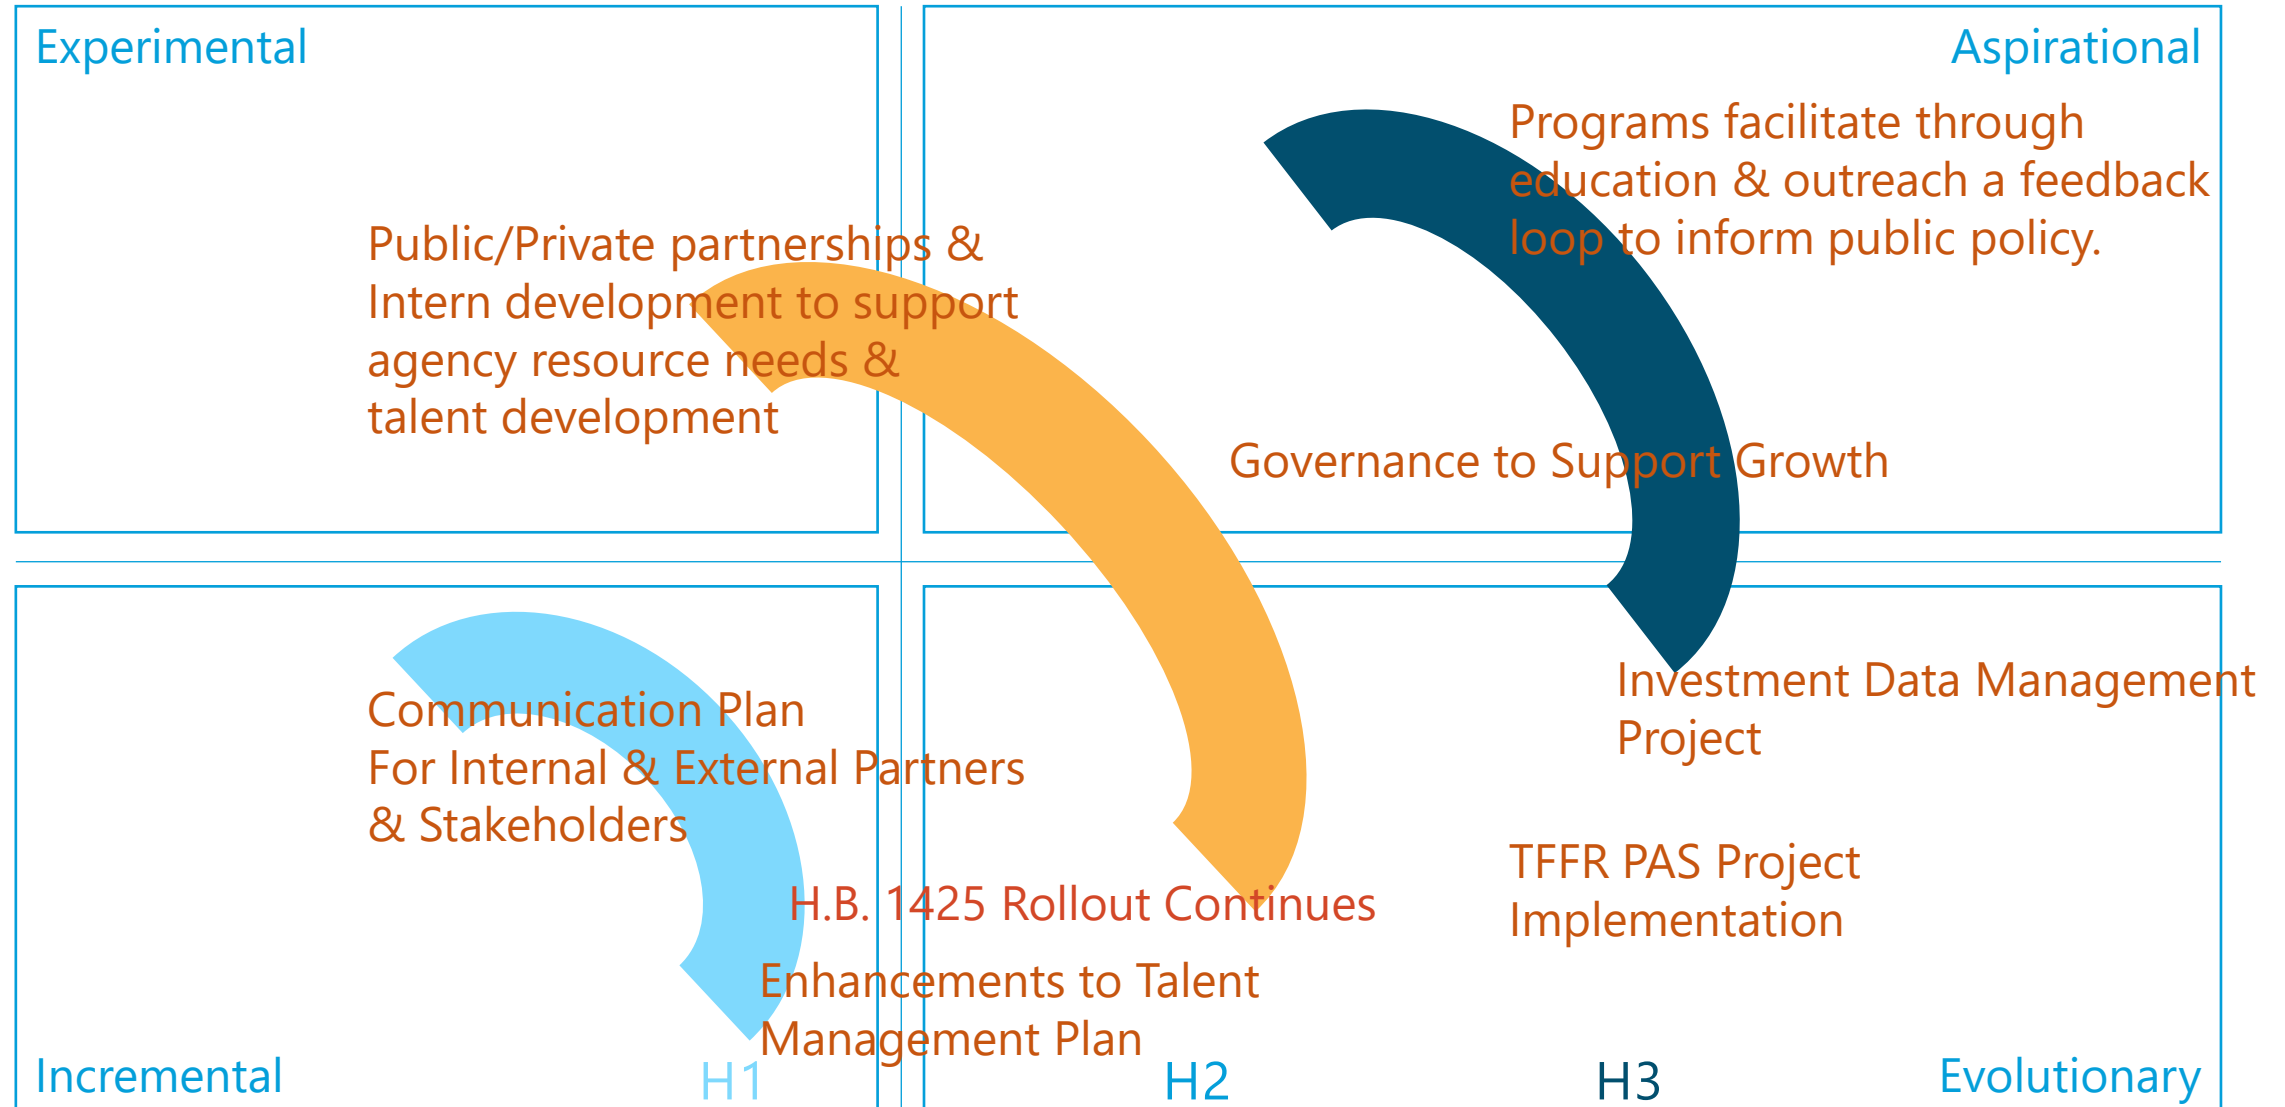 Experimental
Aspirational
Programs facilitate through
education & outreach a feedback
loop to inform public policy.
Public/Private partnerships &
Intern development to support
agency resource needs &
talent development
Governance to Support Growth
Communication Plan
For Internal & External Partners
& Stakeholders
Investment Data Management
Project
TFFR PAS Project
Implementation
H.B. 1425 Rollout Continues
Enhancements to Talent
Management Plan
Incremental
H1
H2
H3
Evolutionary